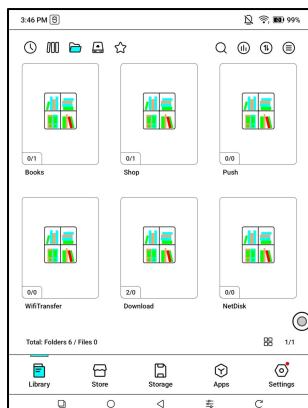 3:46 PM
99%
0/1
0/1
0/0
Books
Shop
Push
0/0
2/0
0/0
WifiTransfer
Download
NetDisk
Total: Folders 6 / Files 0
1/1
Library
Store
Storage
Apps
Settings